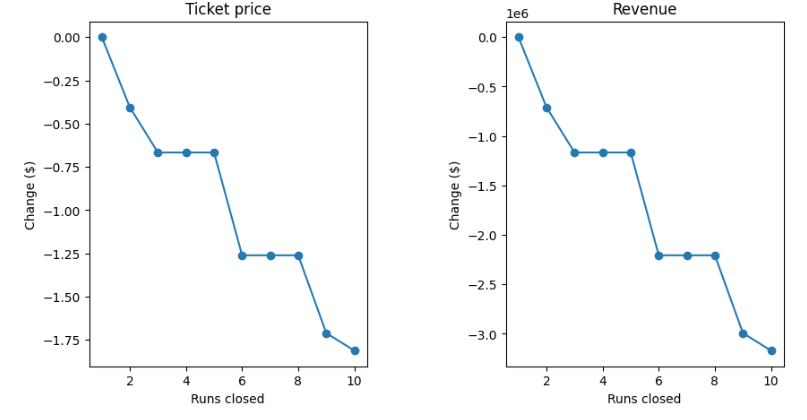 Ticket price
0.00
−0.25
−0.50
−0.75
−1.00
−1.25
−1.50
−1.75
Change ($)
2 4 6 8 10
Runs closed
Revenue
1e6
0.0
−0.5
−1.0
−1.5
−2.0
−2.5
−3.0
Change ($)
2 4 6 8 10
Runs closed